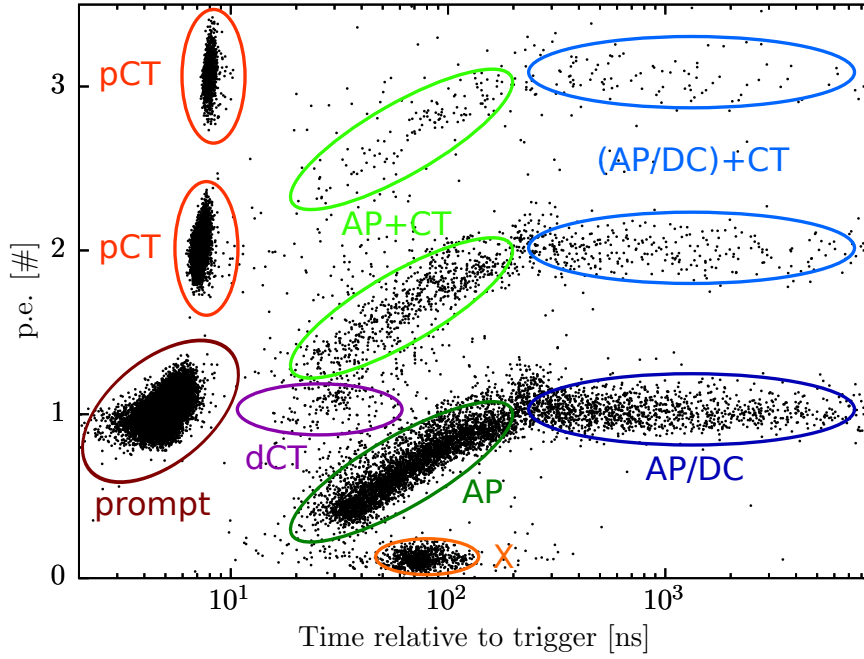 3
pCT
(AP/DC)+CT
AP+CT
2
pCT
p.e. [#]
1
dCT
AP
AP/DC
prompt
X
0
10¹ 10² 10³
Time relative to trigger [ns]